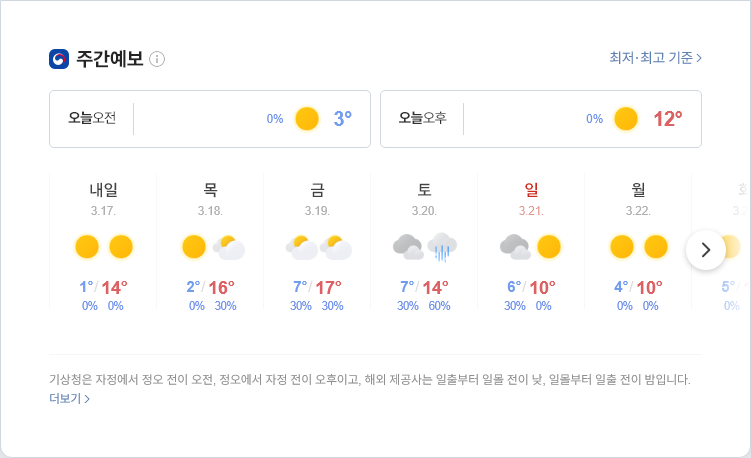 주간예보
최저·최고 기준
오늘오전 0% 3°
오늘오후 0% 12°
내일 목 금 토 일 월
3.17. 3.18. 3.19. 3.20. 3.21. 3.22.
1°/14° 2°/16° 7°/17° 7°/14° 6°/10° 4°/10° 5°
0% 0% 0% 30% 30% 30% 30% 60% 30% 0% 0% 0% 0%
기상청은 자정에서 정오 전이 오전, 정오에서 자정 전이 오후이고, 해외 제공사는 일출부터 일몰 전이 낮, 일몰부터 일출 전이 밤입니다.
더보기